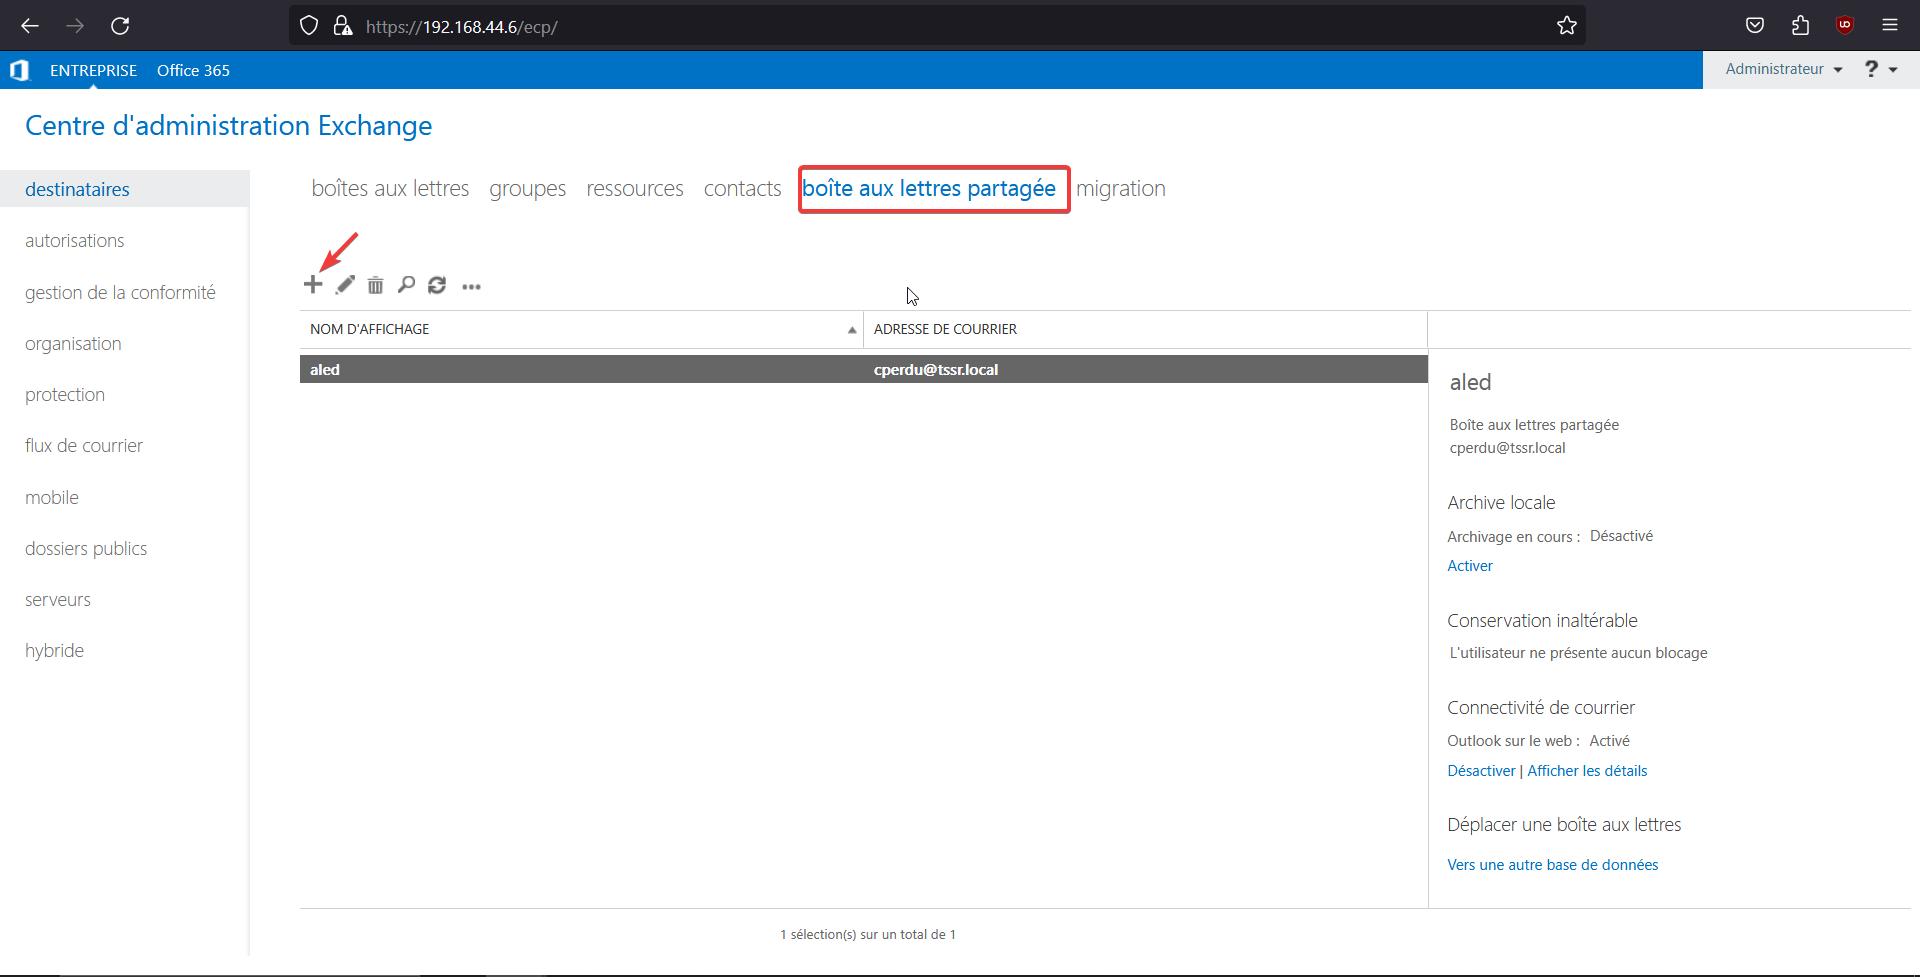 https://192.168.44.6/ecp/
ENTREPRISE Office 365
Administrateur ?
Centre d'administration Exchange
destinataires
autorisations
gestion de la conformité
organisation
protection
flux de courrier
mobile
dossiers publics
serveurs
hybride
boîtes aux lettres groupes ressources contacts boîte aux lettres partagée migration
NOM D'AFFICHAGE ADRESSE DE COURRIER
aled cperdu@tssr.local
aled
Boîte aux lettres partagée
cperdu@tssr.local
Archive locale
Archivage en cours : Désactivé
Activer
Conservation inaltérable
L'utilisateur ne présente aucun blocage
Connectivité de courrier
Outlook sur le web : Activé
Désactiver | Afficher les détails
Déplacer une boîte aux lettres
Vers une autre base de données
1 sélection(s) sur un total de 1